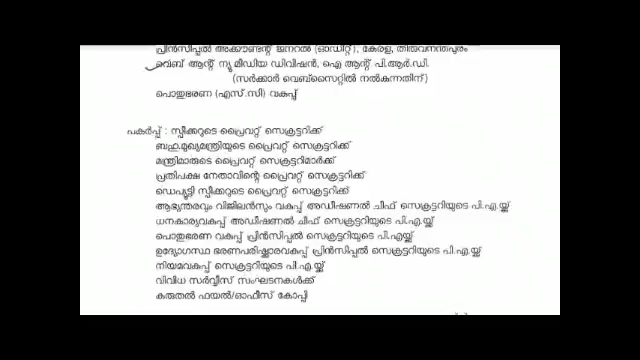 പ്രിൻസിപ്പൽ അക്കൗണ്ടന്റ് ജനറൽ (ഓഡിറ്റ്), കേരള, തിരുവനന്തപുരം
വെബ് ആന്റ് ന്യൂ മീഡിയ ഡിവിഷൻ, ഐ ആന്റ് പി.ആർ.ഡി.
(സർക്കാർ വെബ്സൈറ്റിൽ നൽകുന്നതിന്)
പൊതുഭരണ (എസ്.സി) വകുപ്പ്
പകർപ്പ് : സ്പീക്കറുടെ പ്രൈവറ്റ് സെക്രട്ടറിക്ക്
ബഹു.മുഖ്യമന്ത്രിയുടെ പ്രൈവറ്റ് സെക്രട്ടറിക്ക്
മന്ത്രിമാരുടെ പ്രൈവറ്റ് സെക്രട്ടറിമാർക്ക്
പ്രതിപക്ഷ നേതാവിന്റെ പ്രൈവറ്റ് സെക്രട്ടറിക്ക്
ഡെപ്യൂട്ടി സ്പീക്കറുടെ പ്രൈവറ്റ് സെക്രട്ടറിക്ക്
ആഭ്യന്തരവും വിജിലൻസും വകുപ്പ് അഡീഷണൽ ചീഫ് സെക്രട്ടറിയുടെ പി.എ.യ്ക്ക്
ധനകാര്യവകുപ്പ് അഡീഷണൽ ചീഫ് സെക്രട്ടറിയുടെ പി.എ.യ്ക്ക്
പൊതുഭരണ വകുപ്പ് പ്രിൻസിപ്പൽ സെക്രട്ടറിയുടെ പി.എയ്ക്ക്
ഉദ്യോഗസ്ഥ ഭരണപരിഷ്ക്കാരവകുപ്പ് പ്രിൻസിപ്പൽ സെക്രട്ടറിയുടെ പി.എ.യ്ക്ക്
നിയമവകുപ്പ് സെക്രട്ടറിയുടെ പി.എ.യ്ക്ക്
വിവിധ സർവ്വീസ് സംഘടനകൾക്ക്
കരുതൽ ഫയൽ/ഓഫീസ് കോപ്പി